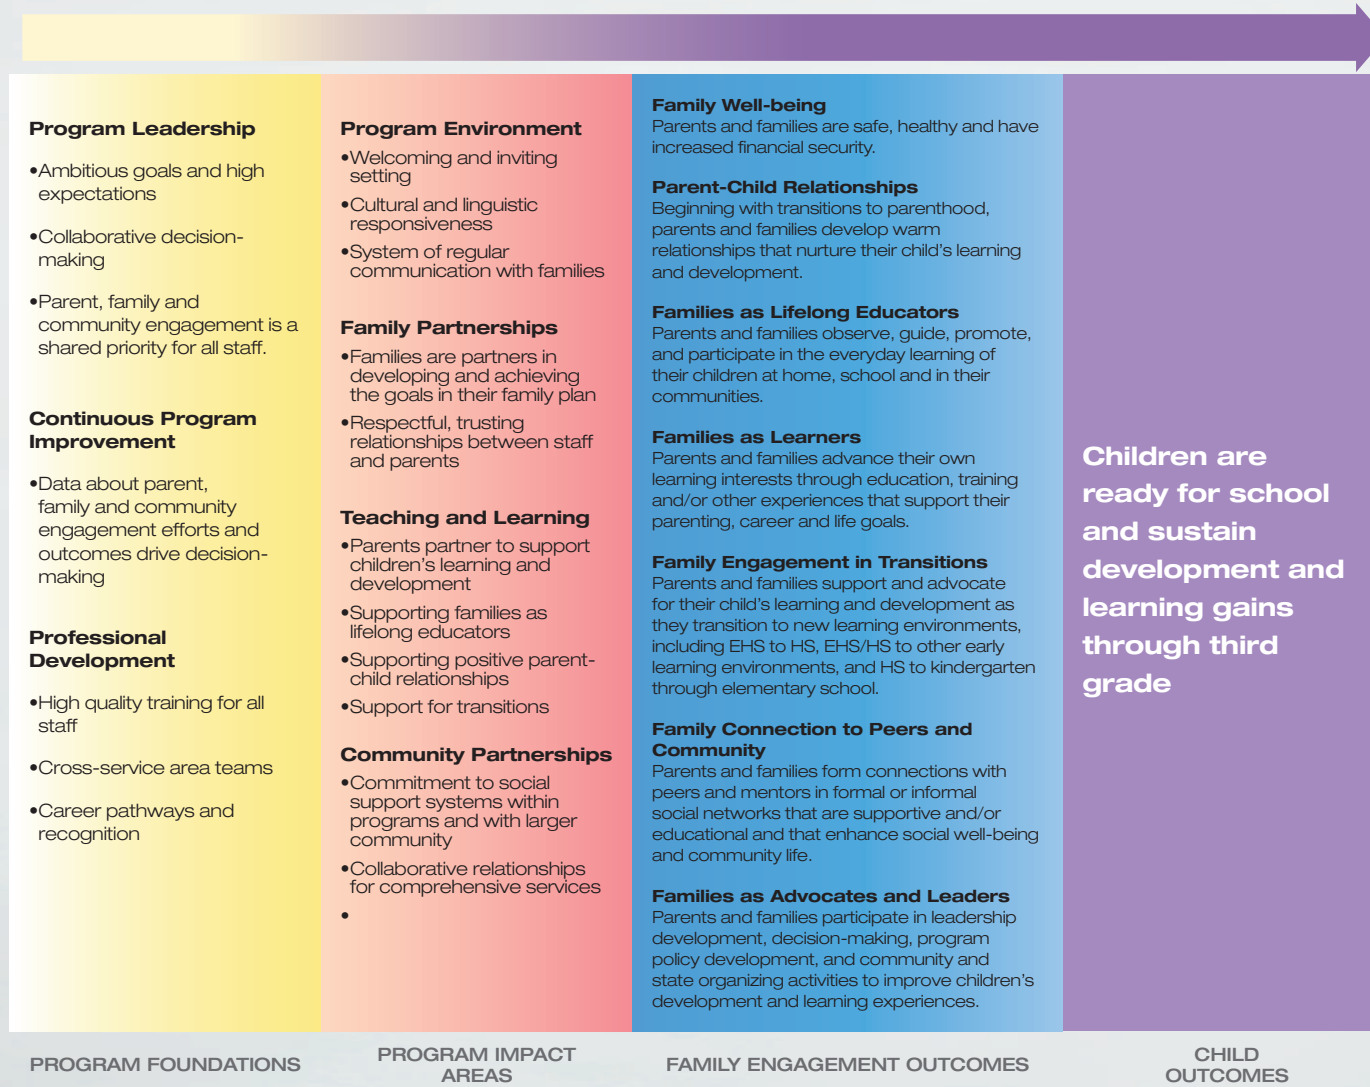 Program Leadership
•Ambitious goals and high
expectations
•Collaborative decision-
making
•Parent, family and
community engagement is a
shared priority for all staff.
Continuous Program
Improvement
•Data about parent,
family and community
engagement efforts and
outcomes drive decision-
making
Professional
Development
•High quality training for all
staff
•Cross-service area teams
•Career pathways and
recognition
PROGRAM FOUNDATIONS
Program Environment
•Welcoming and inviting
setting
•Cultural and linguistic
responsiveness
•System of regular
communication with families
Family Partnerships
•Families are partners in
developing and achieving
the goals in their family plan
•Respectful, trusting
relationships between staff
and parents
Teaching and Learning
•Parents partner to support
children's learning and
development
•Supporting families as
lifelong educators
•Supporting positive parent-
child relationships
•Support for transitions
Community Partnerships
•Commitment to social
support systems within
programs and with larger
community
•Collaborative relationships
for comprehensive services
•
PROGRAM IMPACT
AREAS
Family Well-being
Parents and families are safe, healthy and have
increased financial security.
Parent-Child Relationships
Beginning with transitions to parenthood,
parents and families develop warm
relationships that nurture their child's learning
and development.
Families as Lifelong Educators
Parents and families observe, guide, promote,
and participate in the everyday learning of
their children at home, school and in their
communities.
Families as Learners
Parents and families advance their own
learning interests through education, training
and/or other experiences that support their
parenting, career and life goals.
Family Engagement in Transitions
Parents and families support and advocate
for their child's learning and development as
they transition to new learning environments,
including EHS to HS, EHS/HS to other early
learning environments, and HS to kindergarten
through elementary school.
Family Connection to Peers and
Community
Parents and families form connections with
peers and mentors in formal or informal
social networks that are supportive and/or
educational and that enhance social well-being
and community life.
Families as Advocates and Leaders
Parents and families participate in leadership
development, decision-making, program
policy development, and community and
state organizing activities to improve children's
development and learning experiences.
FAMILY ENGAGEMENT OUTCOMES
Children are
ready for school
and sustain
development and
learning gains
through third
grade
CHILD
OUTCOMES